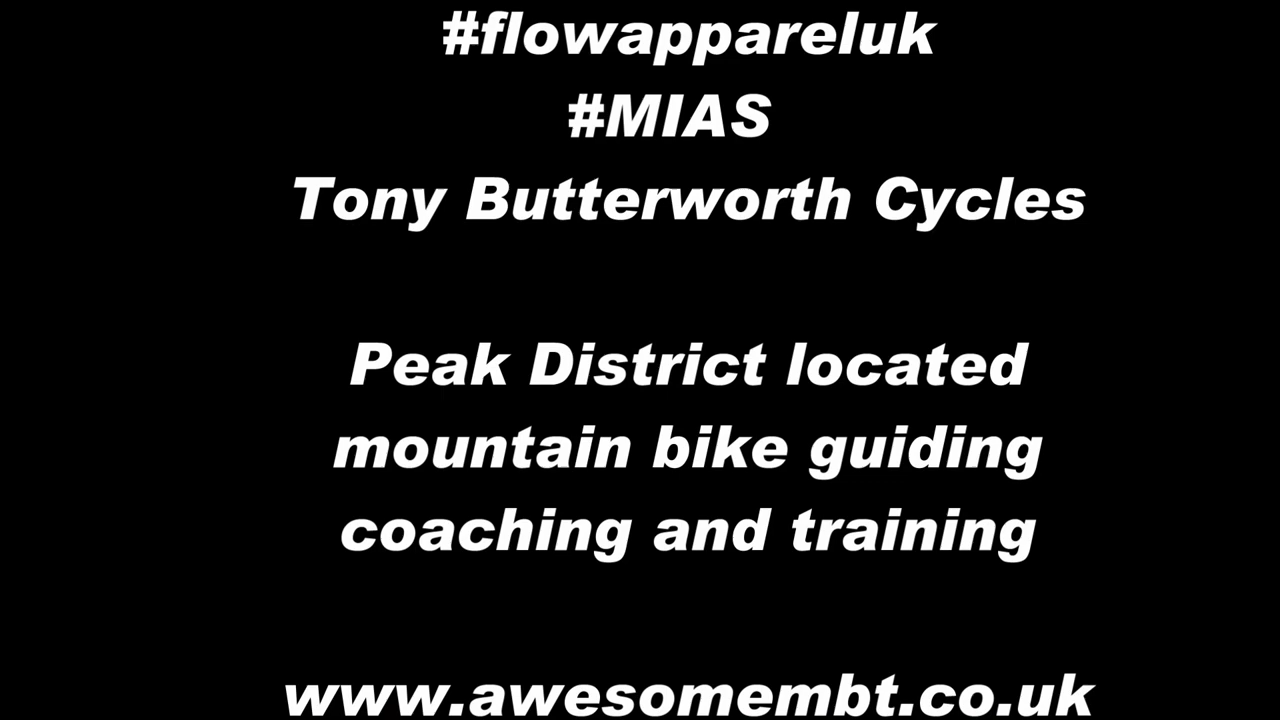 #flowappareluk
#MIAS
Tony Butterworth Cycles
Peak District located
mountain bike guiding
coaching and training
www.awesomembt.co.uk